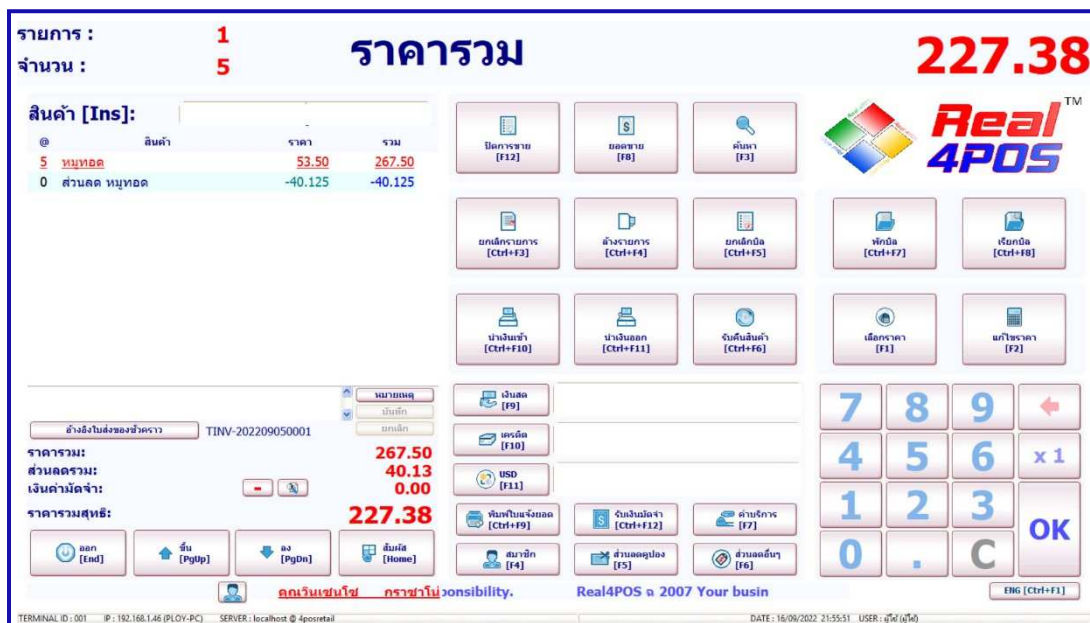 รายการ : 1
จำนวน : 5
ราคารวม
227.38
สินค้า [Ins]:
@ สินค้า ราคา รวม
5 หมูทอด 53.50 267.50
0 ส่วนลด หมูทอด -40.125 -40.125
ปิดการขาย
[F12]
ยอดขาย
[F8]
ค้นหา
[F3]
Real
4POS
TM
ยกเลิกรายการ
[Ctrl+F3]
ล้างรายการ
[Ctrl+F4]
ยกเลิกบิล
[Ctrl+F5]
พักบิล
[Ctrl+F7]
เรียกบิล
[Ctrl+F8]
นำเงินเข้า
[Ctrl+F10]
นำเงินออก
[Ctrl+F11]
รับคืนสินค้า
[Ctrl+F6]
เลือกราคา
[F1]
แก้ไขราคา
[F2]
หมายเหตุ
บันทึก
ยกเลิก
อ้างอิงใบส่งของชั่วคราว TINV-202209050001
ราคารวม: 267.50
ส่วนลดรวม: 40.13
เงินค่ามัดจำ: - 0.00
ราคารวมสุทธิ: 227.38
ออก
[End]
ขึ้น
[PgUp]
ลง
[PgDn]
สัมผัส
[Home]
เงินสด
[F9]
เครดิต
[F10]
USD
[F11]
พิมพ์ใบแจ้งยอด
[Ctrl+F9]
รับเงินมัดจำ
[Ctrl+F12]
ค่าบริการ
[F7]
สมาชิก
[F4]
ส่วนลดคูปอง
[F5]
ส่วนลดอื่นๆ
[F6]
7 8 9
4 5 6 x 1
1 2 3 OK
0 . C
คุณวินเซนโซ กราซาโน่ ponsibility. Real4POS ฉ 2007 Your busin
ENG [Ctrl+F1]
TERMINAL ID : 001 IP : 192.168.1.46 (PLOY-PC) SERVER : localhost @ 4posretail DATE : 16/09/2022 21:55:51 USER : ผู้ใช้ (ผู้ใช้)